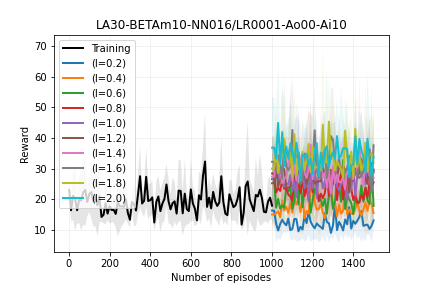 LA30-BETAm10-NN016/LR0001-Ao00-Ai10
Reward
70
60
50
40
30
20
10
Training
(l=0.2)
(l=0.4)
(l=0.6)
(l=0.8)
(l=1.0)
(l=1.2)
(l=1.4)
(l=1.6)
(l=1.8)
(l=2.0)
0 200 400 600 800 1000 1200 1400
Number of episodes